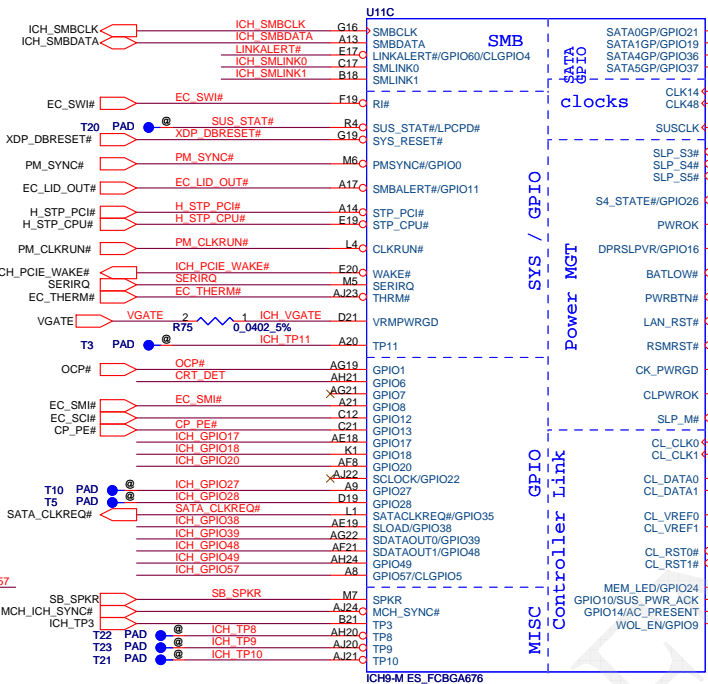 U11C
ICH_SMBCLK ICH_SMBCLK G16 SMBCLK SMB SATA0GP/GPIO21
ICH_SMBDATA ICH_SMBDATA A13 SMBDATA SATA1GP/GPIO19
LINKALERT# E17 LINKALERT#/GPIO60/CLGPIO4 SATA4GP/GPIO36
ICH_SMLINK0 C17 SMLINK0 SATA5GP/GPIO37
ICH_SMLINK1 B18 SMLINK1 SATA GPIO
CLK14
EC_SWI# EC_SWI# F19 RI# clocks CLK48
T20 PAD @ SUS_STAT# R4 SUS_STAT#/LPCPD# SUSCLK
XDP_DBRESET# XDP_DBRESET# G19 SYS_RESET#
SLP_S3#
PM_SYNC# PM_SYNC# M6 PMSYNC#/GPIO0 SLP_S4#
SLP_S5#
EC_LID_OUT# EC_LID_OUT# A17 SMBALERT#/GPIO11
S4_STATE#/GPIO26
H_STP_PCI# H_STP_PCI# A14 STP_PCI#
H_STP_CPU# H_STP_CPU# E19 STP_CPU# PWROK
PM_CLKRUN# PM_CLKRUN# L4 CLKRUN# SYS / GPIO Power MGT DPRSLPVR/GPIO16
CH_PCIE_WAKE# ICH_PCIE_WAKE# E20 WAKE# BATLOW#
SERIRQ SERIRQ M5 SERIRQ
EC_THERM# EC_THERM# AJ23 THRM# PWRBTN#
VGATE VGATE 2 1 ICH_VGATE D21 VRMPWRGD LAN_RST#
R75 0_0402_5%
T3 PAD @ ICH_TP11 A20 TP11 RSMRST#
OCP# OCP# AG19 GPIO1 CK_PWRGD
CRT_DET AH21 GPIO6
AG21 GPIO7 CLPWROK
EC_SMI# EC_SMI# A21 GPIO8
EC_SCI# C12 GPIO12 SLP_M#
CP_PE# CP_PE# C21 GPIO13
ICH_GPIO17 AE18 GPIO17 CL_CLK0
ICH_GPIO18 K1 GPIO18 CL_CLK1
ICH_GPIO20 AF8 GPIO20
AJ22 SCLOCK/GPIO22 CL_DATA0
T10 PAD @ ICH_GPIO27 A9 GPIO27 GPIO Controller Link CL_DATA1
T5 PAD @ ICH_GPIO28 D19 GPIO28
SATA_CLKREQ# SATA_CLKREQ# L1 SATACLKREQ#/GPIO35 CL_VREF0
ICH_GPIO38 AE19 SLOAD/GPIO38 CL_VREF1
ICH_GPIO39 AG22 SDATAOUT0/GPIO39
ICH_GPIO48 AF21 SDATAOUT1/GPIO48 CL_RST0#
ICH_GPIO49 AH24 GPIO49 CL_RST1#
57 ICH_GPIO57 A8 GPIO57/CLGPIO5
MEM_LED/GPIO24
SB_SPKR SB_SPKR M7 SPKR GPIO10/SUS_PWR_ACK
MCH_ICH_SYNC# AJ24 MCH_SYNC# GPIO14/AC_PRESENT
ICH_TP3 B21 TP3 MISC WOL_EN/GPIO9
T22 PAD @ ICH_TP8 AH20 TP8
T23 PAD @ ICH_TP9 AJ20 TP9
T21 PAD @ ICH_TP10 AJ21 TP10
ICH9-M ES_FCBGA676